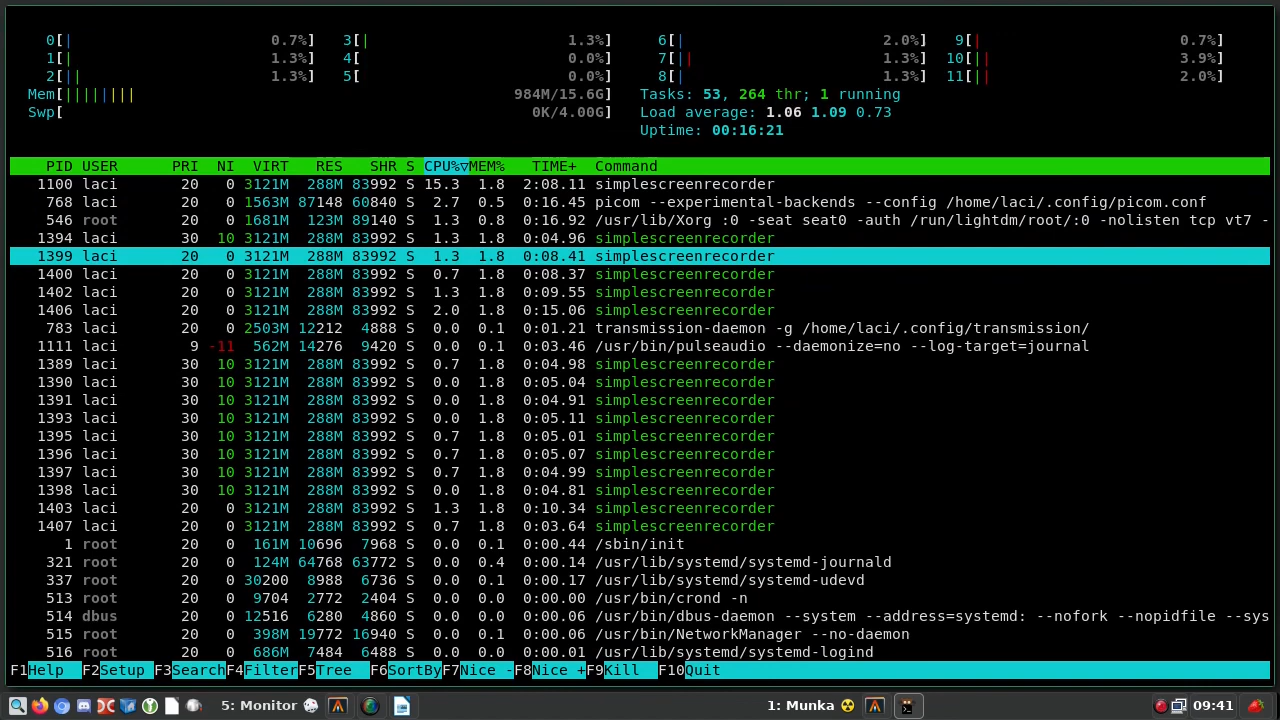 0[| 0.7%] 3[| 1.3%] 6[| 2.0%] 9[| 0.7%]
1[| 1.3%] 4[ 0.0%] 7[|| 1.3%] 10[|| 3.9%]
2[|| 1.3%] 5[ 0.0%] 8[| 1.3%] 11[|| 2.0%]
Mem[|||||||| 984M/15.6G] Tasks: 53, 264 thr; 1 running
Swp[ 0K/4.00G] Load average: 1.06 1.09 0.73
Uptime: 00:16:21
PID USER PRI NI VIRT RES SHR S CPU%▽MEM% TIME+ Command
1100 laci 20 0 3121M 288M 83992 S 15.3 1.8 2:08.11 simplescreenrecorder
768 laci 20 0 1563M 87148 60840 S 2.7 0.5 0:16.45 picom --experimental-backends --config /home/laci/.config/picom.conf
546 root 20 0 1681M 123M 89140 S 1.3 0.8 0:16.92 /usr/lib/Xorg :0 -seat seat0 -auth /run/lightdm/root/:0 -nolisten tcp vt7 -
1394 laci 30 10 3121M 288M 83992 S 1.3 1.8 0:04.96 simplescreenrecorder
1399 laci 20 0 3121M 288M 83992 S 1.3 1.8 0:08.41 simplescreenrecorder
1400 laci 20 0 3121M 288M 83992 S 0.7 1.8 0:08.37 simplescreenrecorder
1402 laci 20 0 3121M 288M 83992 S 1.3 1.8 0:09.55 simplescreenrecorder
1406 laci 20 0 3121M 288M 83992 S 2.0 1.8 0:15.06 simplescreenrecorder
783 laci 20 0 2503M 12212 4888 S 0.0 0.1 0:01.21 transmission-daemon -g /home/laci/.config/transmission/
1111 laci 9 -11 562M 14276 9420 S 0.0 0.1 0:03.46 /usr/bin/pulseaudio --daemonize=no --log-target=journal
1389 laci 30 10 3121M 288M 83992 S 0.7 1.8 0:04.98 simplescreenrecorder
1390 laci 30 10 3121M 288M 83992 S 0.0 1.8 0:05.04 simplescreenrecorder
1391 laci 30 10 3121M 288M 83992 S 0.0 1.8 0:04.91 simplescreenrecorder
1393 laci 30 10 3121M 288M 83992 S 0.0 1.8 0:05.11 simplescreenrecorder
1395 laci 30 10 3121M 288M 83992 S 0.7 1.8 0:05.01 simplescreenrecorder
1396 laci 30 10 3121M 288M 83992 S 0.7 1.8 0:05.07 simplescreenrecorder
1397 laci 30 10 3121M 288M 83992 S 0.7 1.8 0:04.99 simplescreenrecorder
1398 laci 30 10 3121M 288M 83992 S 0.0 1.8 0:04.81 simplescreenrecorder
1403 laci 20 0 3121M 288M 83992 S 1.3 1.8 0:10.34 simplescreenrecorder
1407 laci 20 0 3121M 288M 83992 S 0.7 1.8 0:03.64 simplescreenrecorder
1 root 20 0 161M 10696 7968 S 0.0 0.1 0:00.44 /sbin/init
321 root 20 0 124M 64768 63772 S 0.0 0.4 0:00.14 /usr/lib/systemd/systemd-journald
337 root 20 0 30200 8988 6736 S 0.0 0.1 0:00.17 /usr/lib/systemd/systemd-udevd
513 root 20 0 9704 2772 2404 S 0.0 0.0 0:00.00 /usr/bin/crond -n
514 dbus 20 0 12516 6280 4860 S 0.0 0.0 0:00.06 /usr/bin/dbus-daemon --system --address=systemd: --nofork --nopidfile --sys
515 root 20 0 398M 19772 16940 S 0.0 0.1 0:00.06 /usr/bin/NetworkManager --no-daemon
516 root 20 0 686M 7484 6488 S 0.0 0.0 0:00.01 /usr/lib/systemd/systemd-logind
F1Help F2Setup F3SearchF4FilterF5Tree F6SortByF7Nice -F8Nice +F9Kill F10Quit
5: Monitor 1: Munka 09:41